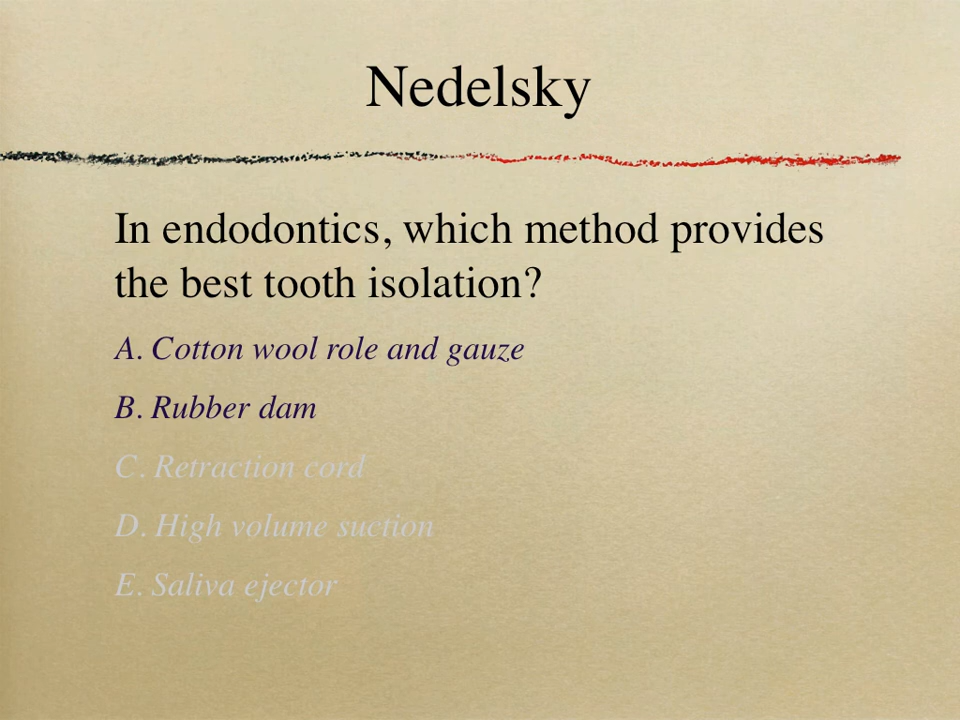 Nedelsky
In endodontics, which method provides
the best tooth isolation?
A. Cotton wool role and gauze
B. Rubber dam
C. Retraction cord
D. High volume suction
E. Saliva ejector